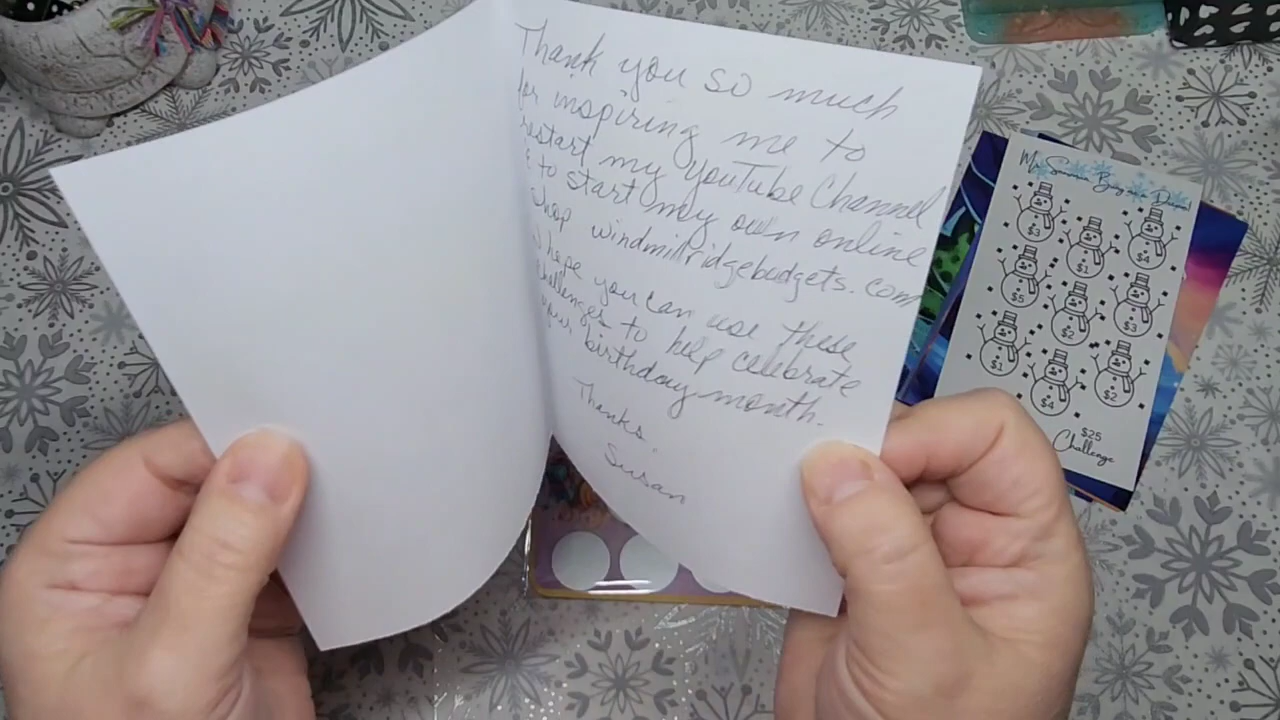 Thank you so much
for inspiring me to
restart my YouTube Channel
& to start my own online
shop windmillridgebudgets.com
I hope you can use these
challenges to help celebrate
your birthday month.
Thanks
Susan
$3
$1
$4
$5
$2
$3
$1
$4
$2
$25
Challenge